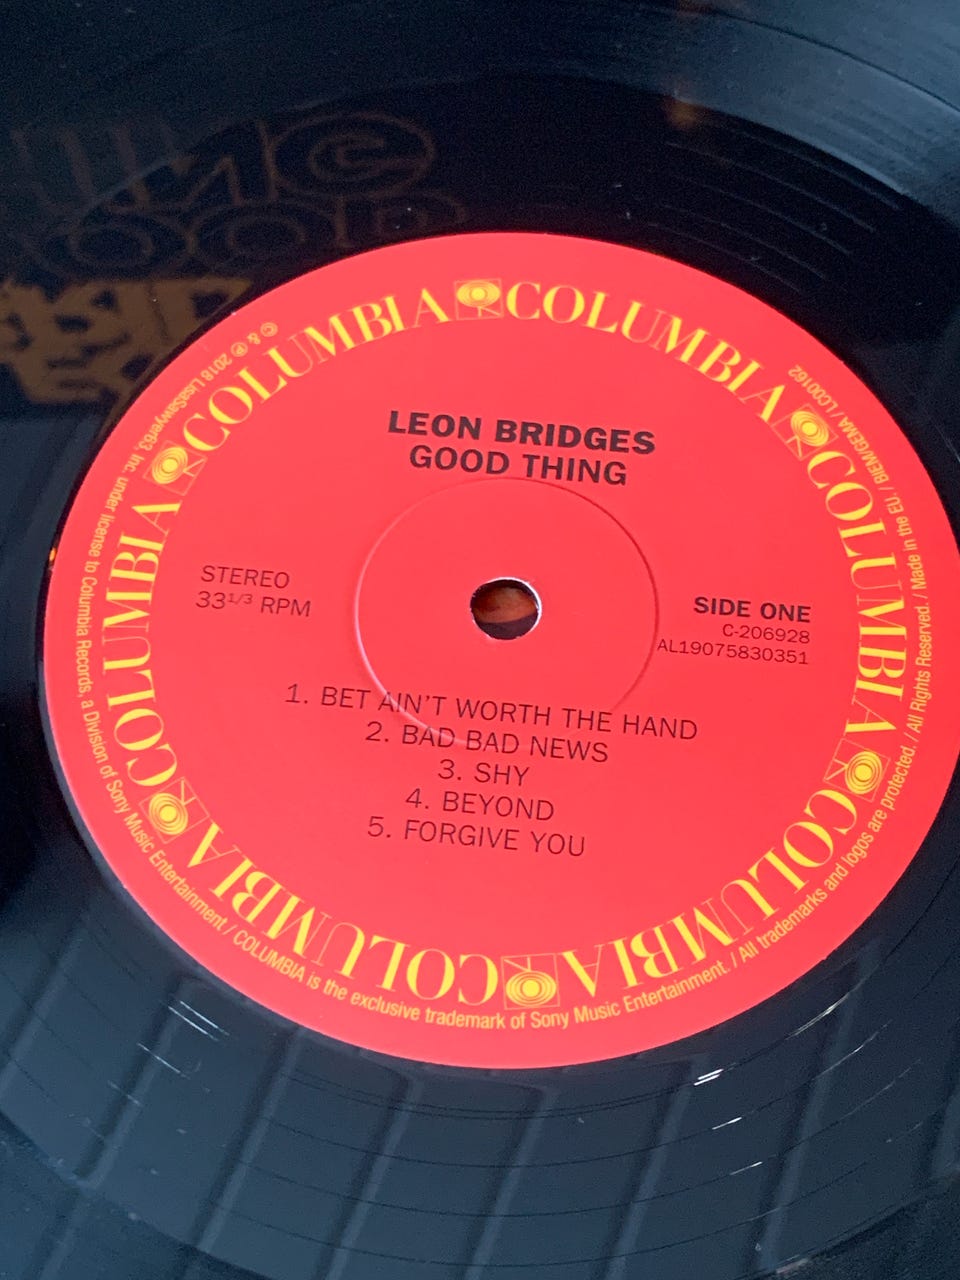 COLUMBIA COLUMBIA COLUMBIA COLUMBIA COLUMBIA COLUMBIA COLUMBIA
LEON BRIDGES
GOOD THING
STEREO
33 1/3 RPM
SIDE ONE
C-206928
AL19075830351
1. BET AIN'T WORTH THE HAND
2. BAD BAD NEWS
3. SHY
4. BEYOND
5. FORGIVE YOU
© & ℗ 2018 LisaSawyer63, Inc. under license to Columbia Records, a Division of Sony Music Entertainment / COLUMBIA is the exclusive trademark of Sony Music Entertainment. / All trademarks and logos are protected. / All Rights Reserved. / Made in the EU. / BIEM/GEMA / LC00162